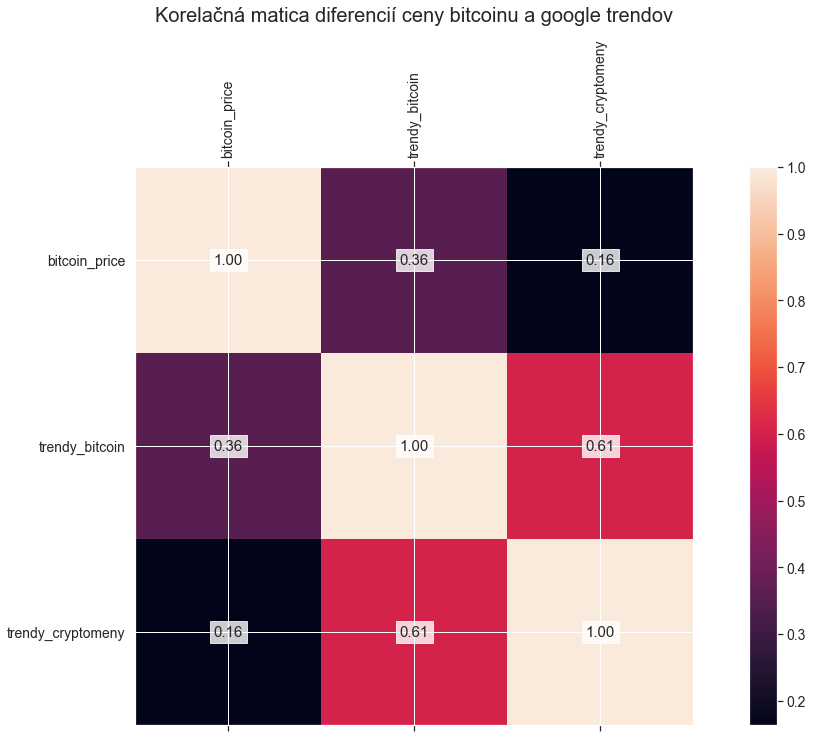 Korelačná matica diferencií ceny bitcoinu a google trendov
bitcoin_price
trendy_bitcoin
trendy_cryptomeny
bitcoin_price
1.00
0.36
0.16
trendy_bitcoin
0.36
1.00
0.61
trendy_cryptomeny
0.16
0.61
1.00
1.0
0.9
0.8
0.7
0.6
0.5
0.4
0.3
0.2